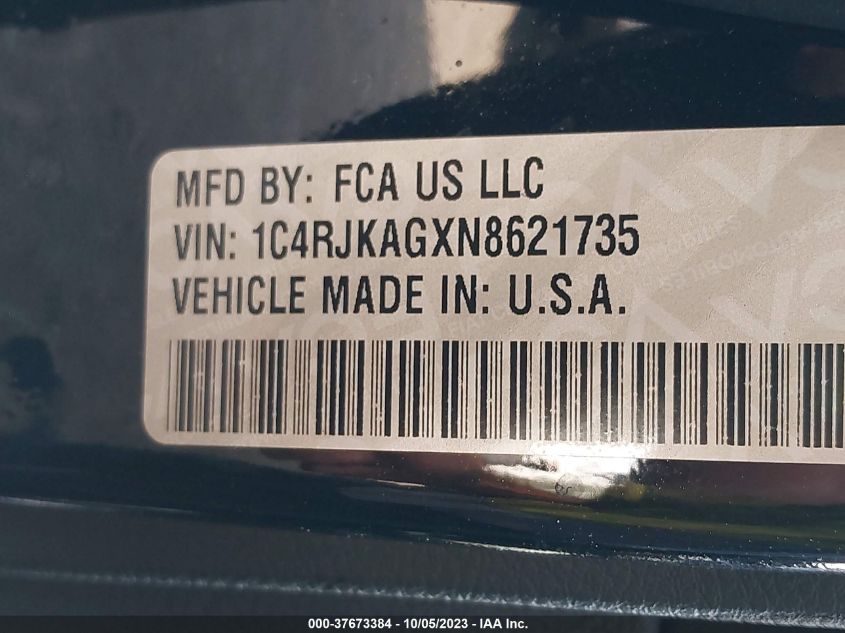 MFD BY: FCA US LLC
VIN: 1C4RJKAGXN8621735
VEHICLE MADE IN: U.S.A.
000-37673384 - 10/05/2023 - IAA Inc.